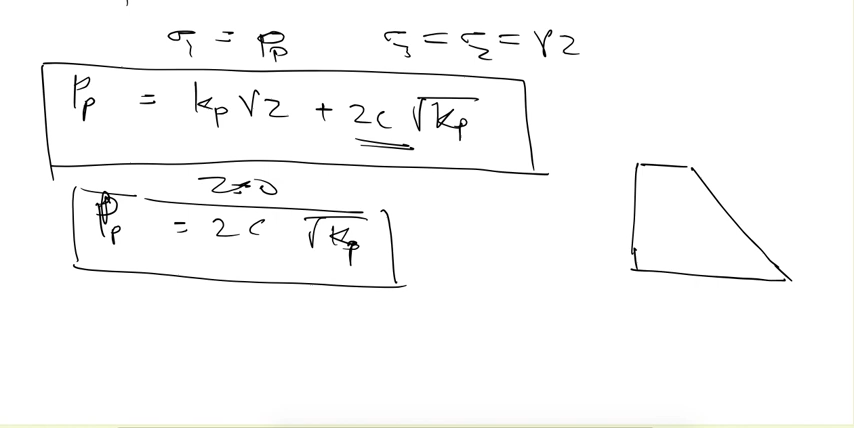 σ₁ = Pp σ₃ = σ₂ = γz
Pp = kp γz + 2c √kp
z=0
Pp = 2c √kp